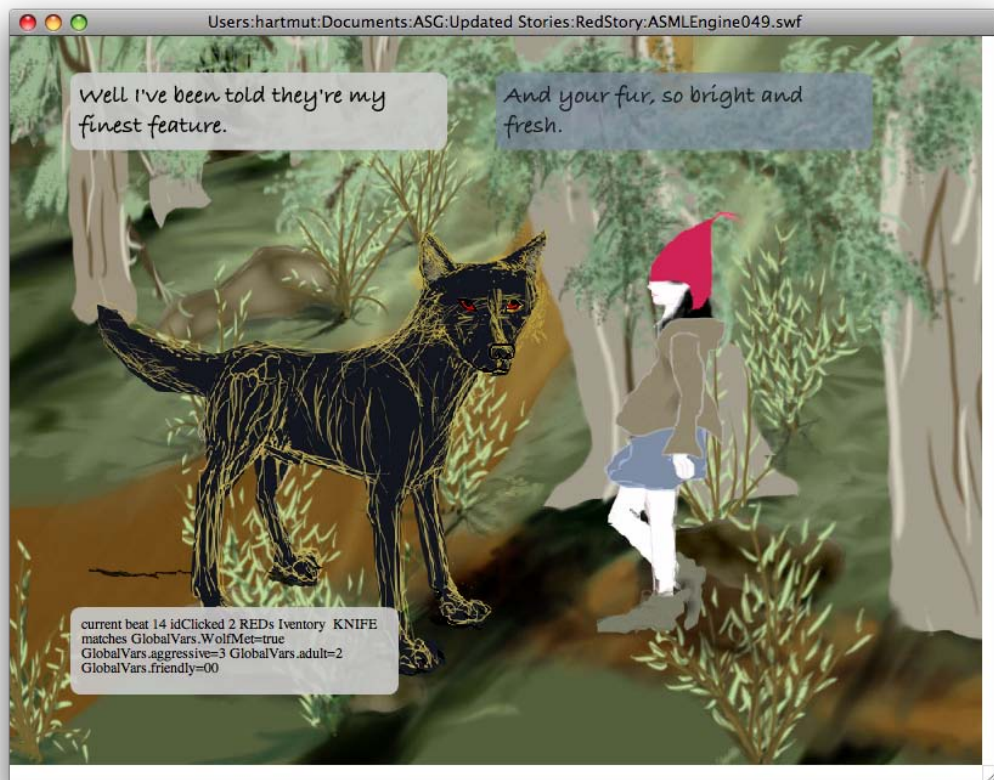 Users:hartmut:Documents:ASG:Updated Stories:RedStory:ASMLEngine049.swf
Well I've been told they're my
finest feature.
And your fur, so bright and
fresh.
current beat 14 idClicked 2 REDs Iventory  KNIFE
matches GlobalVars.WolfMet=true
GlobalVars.aggressive=3 GlobalVars.adult=2
GlobalVars.friendly=00